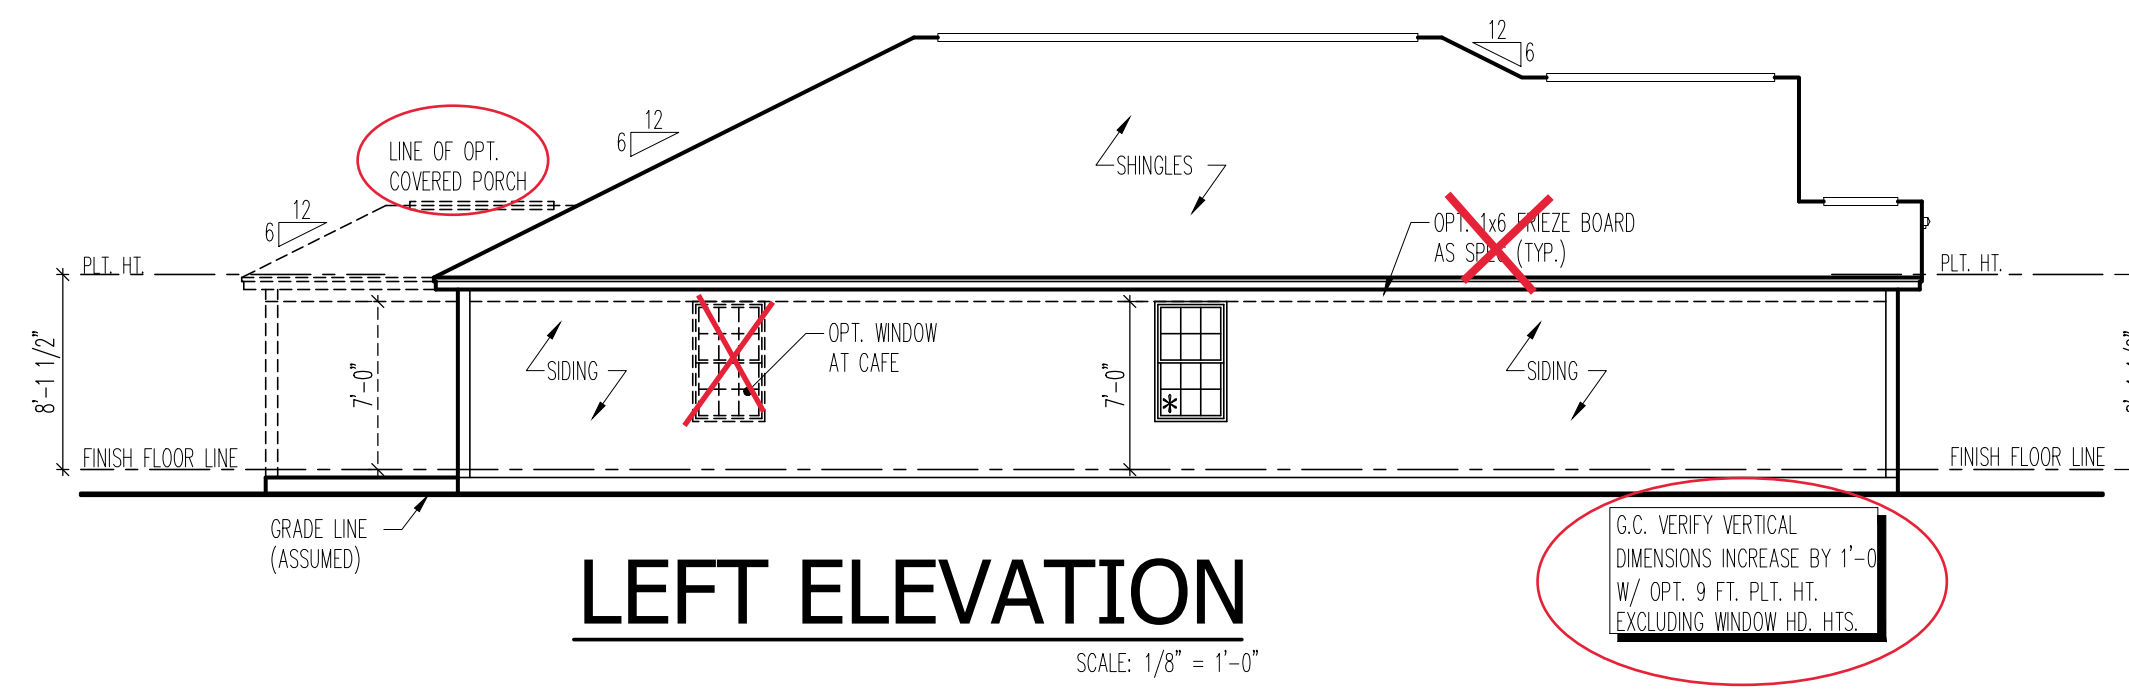 12
6
LINE OF OPT.
COVERED PORCH
12
6
12
6
SHINGLES
12
6
OPT. 1x6 FRIEZE BOARD
AS SPEC (TYP.)
PLT. HT.
PLT. HT.
8'-1 1/2"
7'-0"
SIDING
OPT. WINDOW
AT CAFE
7'-0"
*
SIDING
FINISH FLOOR LINE
FINISH FLOOR LINE
GRADE LINE
(ASSUMED)
LEFT ELEVATION
SCALE: 1/8" = 1'-0"
G.C. VERIFY VERTICAL
DIMENSIONS INCREASE BY 1'-0
W/ OPT. 9 FT. PLT. HT.
EXCLUDING WINDOW HD. HTS.